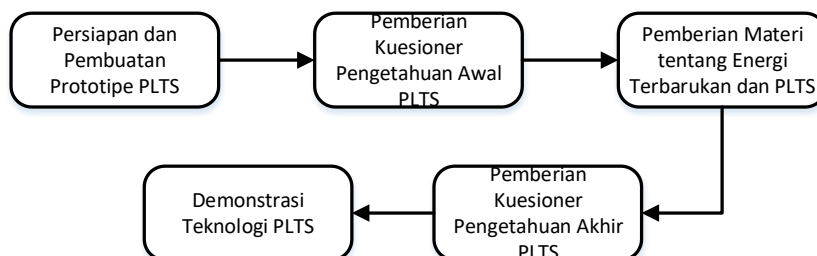 Persiapan dan
Pembuatan
Prototipe PLTS
Pemberian
Kuesioner
Pengetahuan Awal
PLTS
Pemberian Materi
tentang Energi
Terbarukan dan PLTS
Pemberian
Kuesioner
Pengetahuan Akhir
PLTS
Demonstrasi
Teknologi PLTS